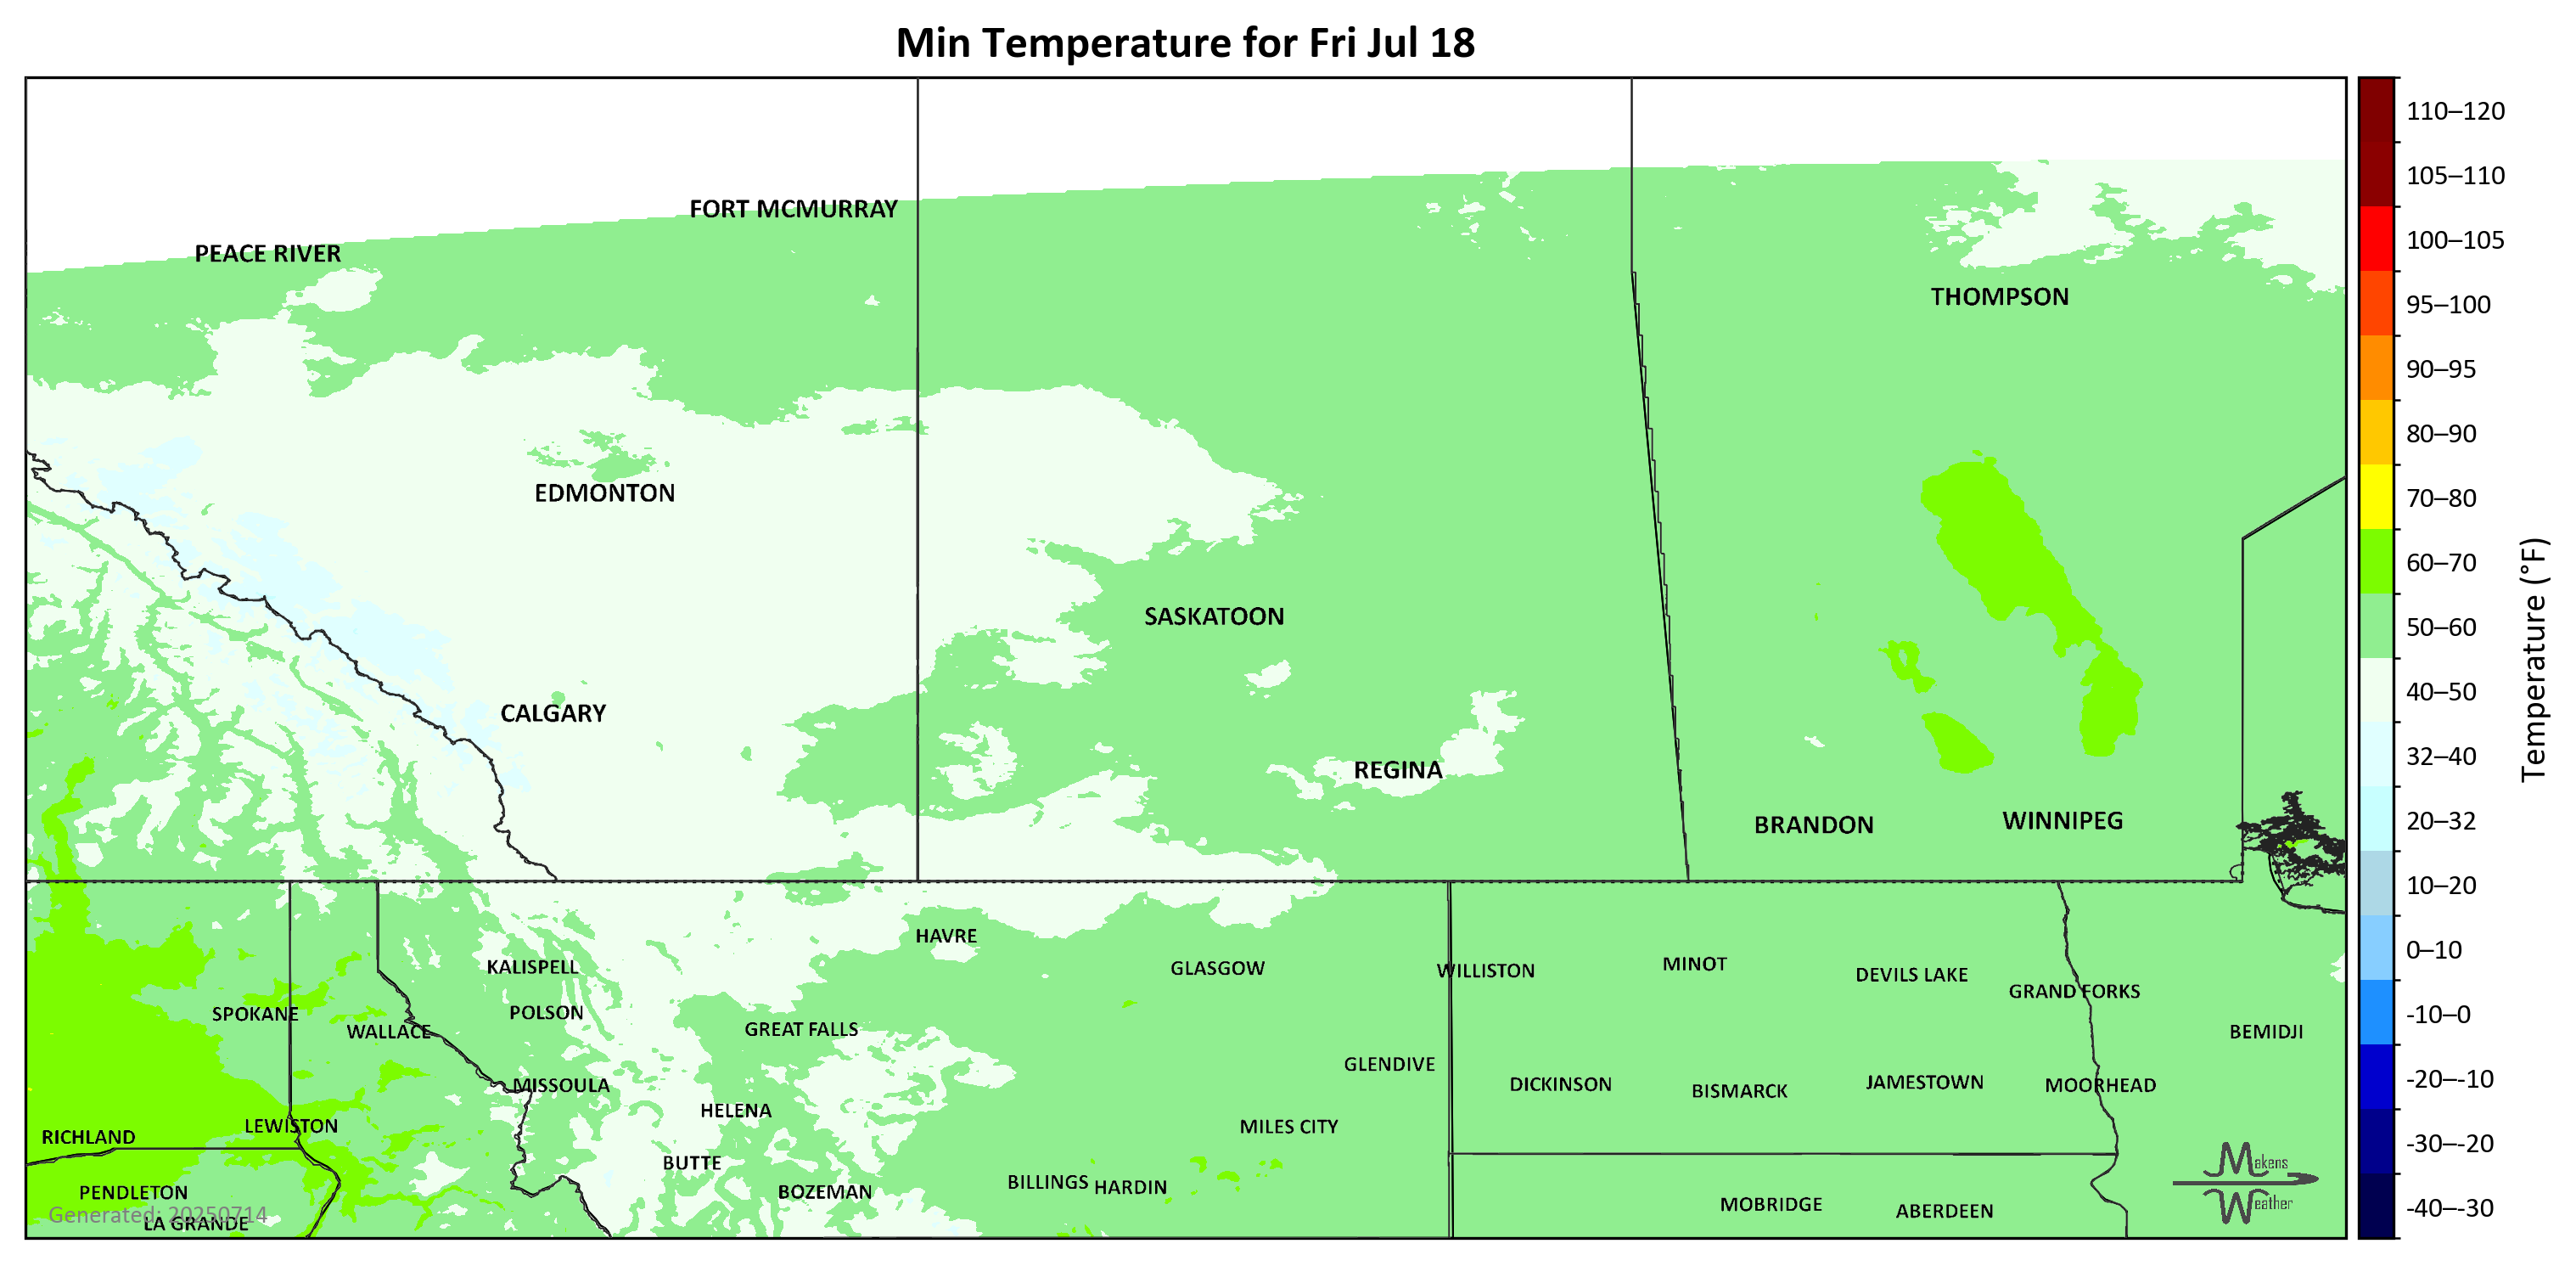 Min Temperature for Fri Jul 18
FORT MCMURRAY
PEACE RIVER
THOMPSON
EDMONTON
SASKATOON
CALGARY
REGINA
BRANDON
WINNIPEG
HAVRE
KALISPELL
GLASGOW
WILLISTON
MINOT
DEVILS LAKE
GRAND FORKS
SPOKANE
POLSON
WALLACE
GREAT FALLS
BEMIDJI
GLENDIVE
MISSOULA
DICKINSON
BISMARCK
JAMESTOWN
MOORHEAD
HELENA
LEWISTON
MILES CITY
RICHLAND
BUTTE
BILLINGS
HARDIN
BOZEMAN
PENDLETON
MOBRIDGE
ABERDEEN
Generated: 20250714
LA GRANDE
Makens
Weather
110–120
105–110
100–105
95–100
90–95
80–90
70–80
60–70
50–60
40–50
32–40
20–32
10–20
0–10
-10–0
-20–-10
-30–-20
-40–-30
Temperature (°F)